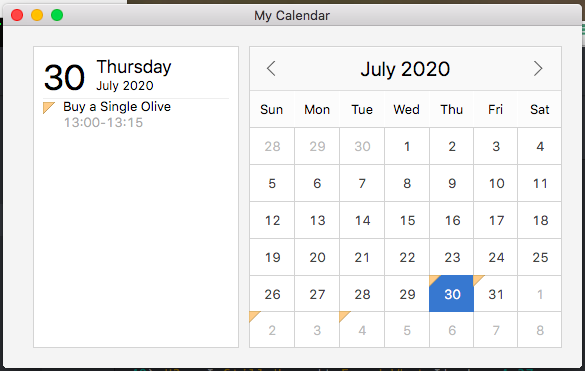 My Calendar
30
Thursday
July 2020
Buy a Single Olive
13:00-13:15
July 2020
Sun Mon Tue Wed Thu Fri Sat
28 29 30 1 2 3 4
5 6 7 8 9 10 11
12 13 14 15 16 17 18
19 20 21 22 23 24 25
26 27 28 29 30 31 1
2 3 4 5 6 7 8